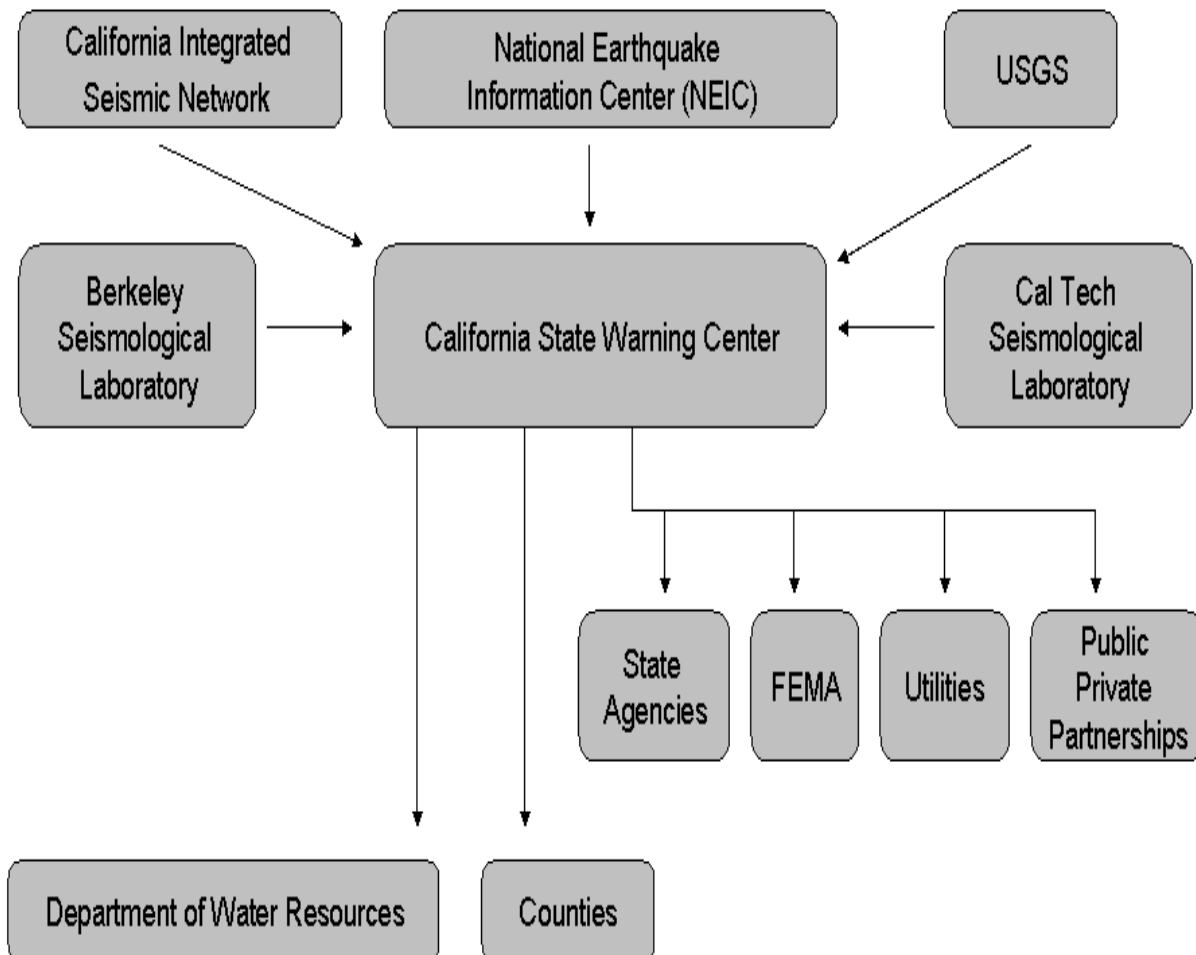 California Integrated
Seismic Network
National Earthquake
Information Center (NEIC)
USGS
Berkeley
Seismological
Laboratory
California State Warning Center
Cal Tech
Seismological
Laboratory
State
Agencies
FEMA
Utilities
Public
Private
Partnerships
Department of Water Resources
Counties